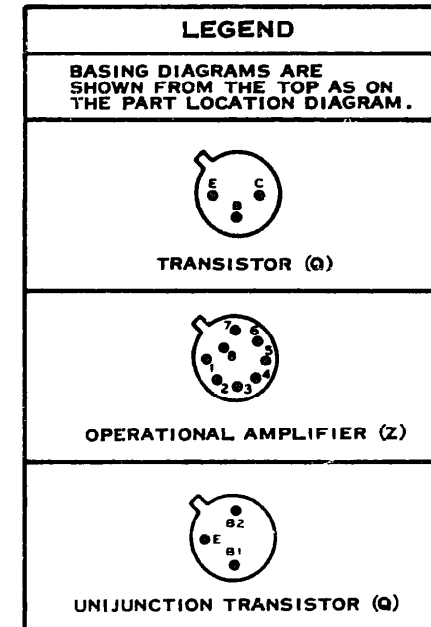 LEGEND
BASING DIAGRAMS ARE
SHOWN FROM THE TOP AS ON
THE PART LOCATION DIAGRAM.
E C
B
TRANSISTOR (Q)
7 6
8 5
1 4
2 3
OPERATIONAL AMPLIFIER (Z)
B2
E
B1
UNIJUNCTION TRANSISTOR (Q)